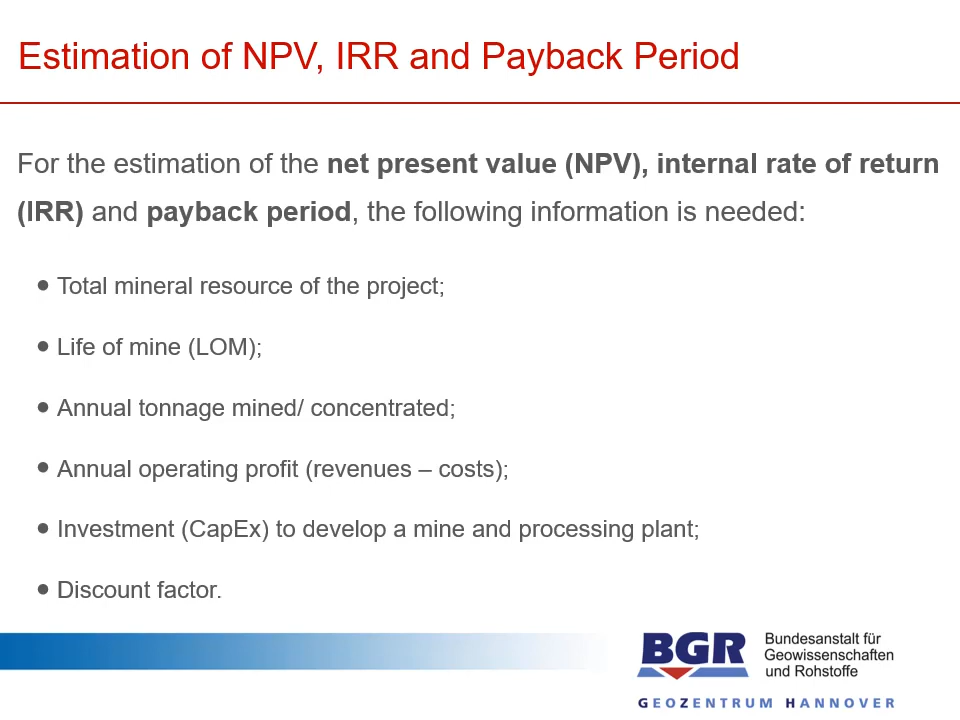 Estimation of NPV, IRR and Payback Period
For the estimation of the net present value (NPV), internal rate of return
(IRR) and payback period, the following information is needed:
● Total mineral resource of the project;
● Life of mine (LOM);
● Annual tonnage mined/ concentrated;
● Annual operating profit (revenues – costs);
● Investment (CapEx) to develop a mine and processing plant;
● Discount factor.
BGR
Bundesanstalt für
Geowissenschaften
und Rohstoffe
GEOZENTRUM HANNOVER